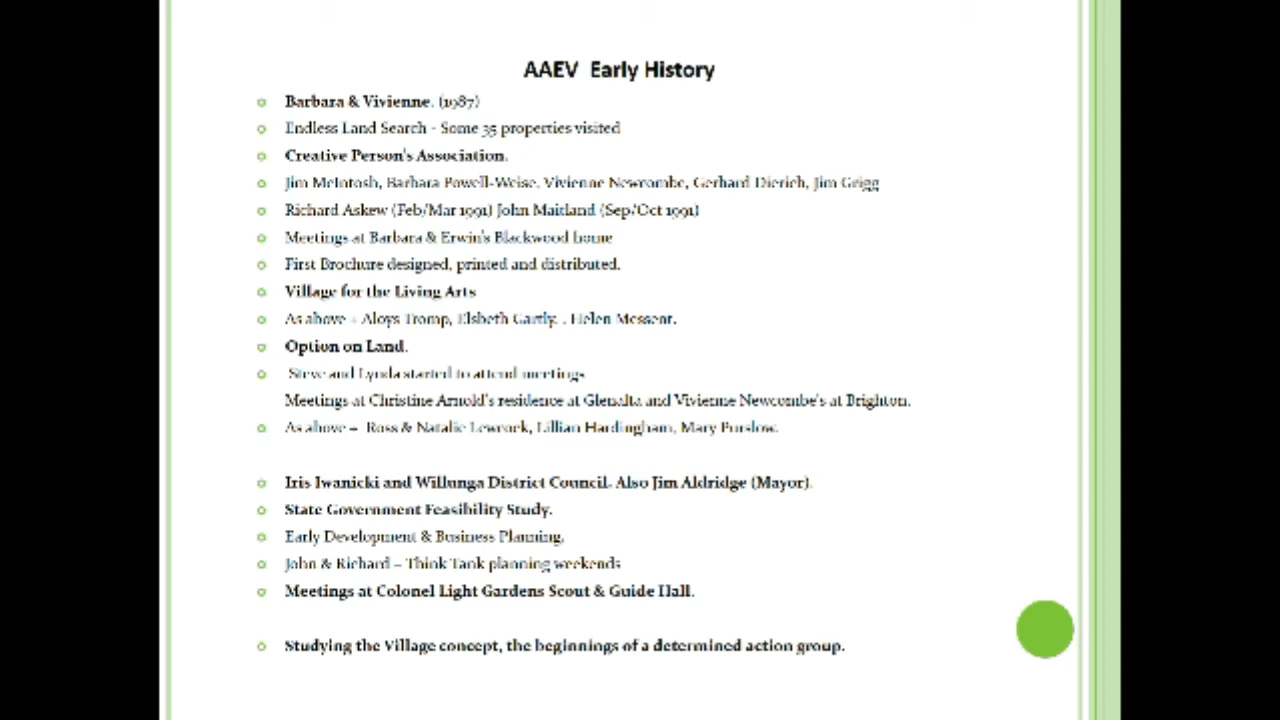 AAEV Early History
Barbara & Vivienne. (1987)
Endless Land Search - Some 35 properties visited
Creative Person's Association.
Jim McIntosh, Barbara Powell-Weise, Vivienne Newcombe, Gerhard Dierich, Jim Grigg
Richard Askew (Feb/Mar 1991) John Maitland (Sep/Oct 1991)
Meetings at Barbara & Erwin's Blackwood home
First Brochure designed, printed and distributed.
Village for the Living Arts
As above + Aloys Tromp, Elsbeth Gartly. . Helen Messent.
Option on Land.
Steve and Lynda started to attend meetings
Meetings at Christine Arnold's residence at Glenalta and Vivienne Newcombe's at Brighton.
As above + Ross & Natalie Lewcock, Lillian Hardingham, Mary Purslow.
Iris Iwanicki and Willunga District Council. Also Jim Aldridge (Mayor).
State Government Feasibility Study.
Early Development & Business Planning.
John & Richard – Think Tank planning weekends
Meetings at Colonel Light Gardens Scout & Guide Hall.
Studying the Village concept, the beginnings of a determined action group.